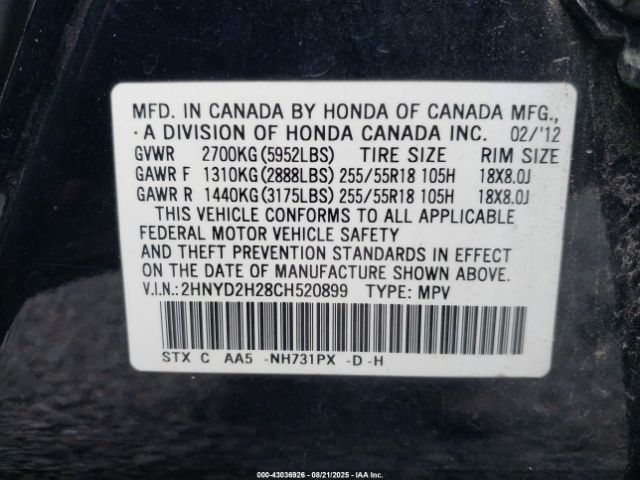 MFD. IN CANADA BY HONDA OF CANADA MFG.,
A DIVISION OF HONDA CANADA INC. 02/'12
GVWR 2700KG(5952LBS) TIRE SIZE RIM SIZE
GAWR F 1310KG(2888LBS) 255/55R18 105H 18X8.0J
GAWR R 1440KG(3175LBS) 255/55R18 105H 18X8.0J
THIS VEHICLE CONFORMS TO ALL APPLICABLE
FEDERAL MOTOR VEHICLE SAFETY
AND THEFT PREVENTION STANDARDS IN EFFECT
ON THE DATE OF MANUFACTURE SHOWN ABOVE.
V.I.N.:2HNYD2H28CH520899 TYPE: MPV
STX C AA5 -NH731PX -D -H
000-43036926 - 08/21/2025 - IAA, Inc.